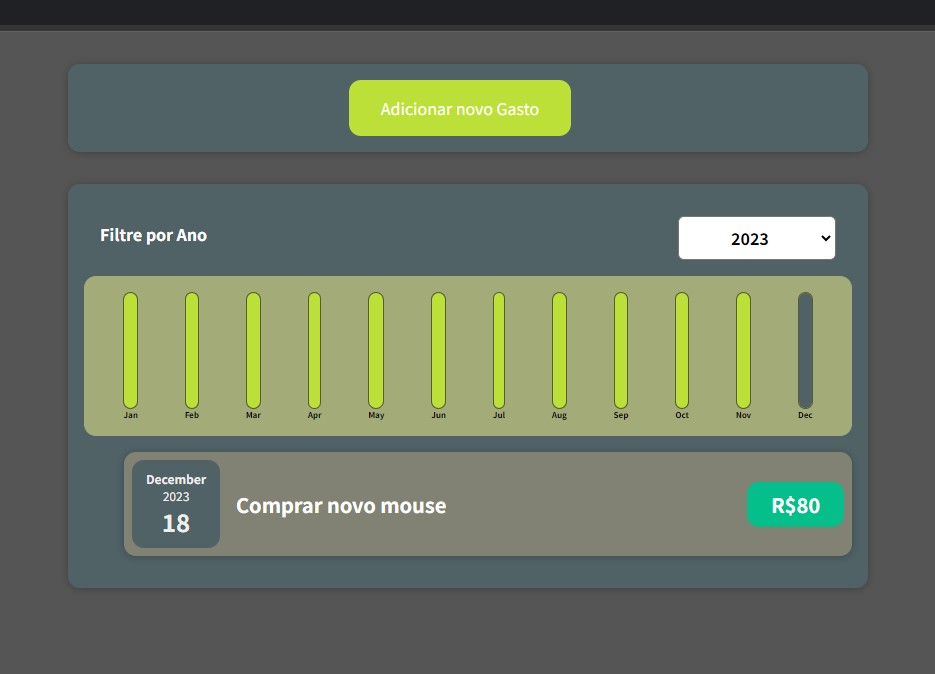 Adicionar novo Gasto
Filtre por Ano
2023
Jan Feb Mar Apr May Jun Jul Aug Sep Oct Nov Dec
December
2023
18
Comprar novo mouse
R$80